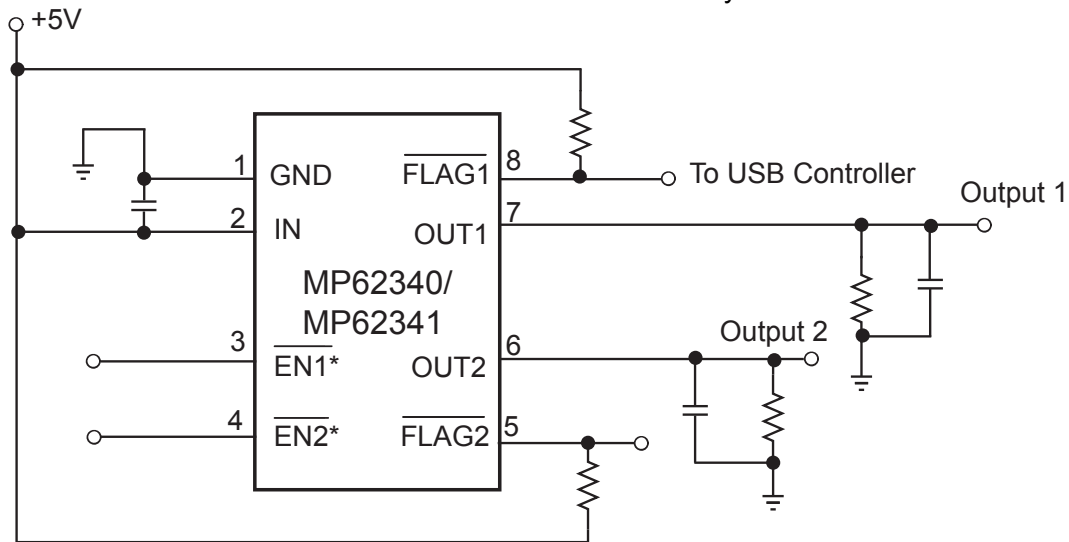 +5V
1
GND
FLAG1
8
To USB Controller
2
IN
OUT1
7
Output 1
MP62340/
MP62341
3
EN1*
OUT2
6
Output 2
4
EN2*
FLAG2
5